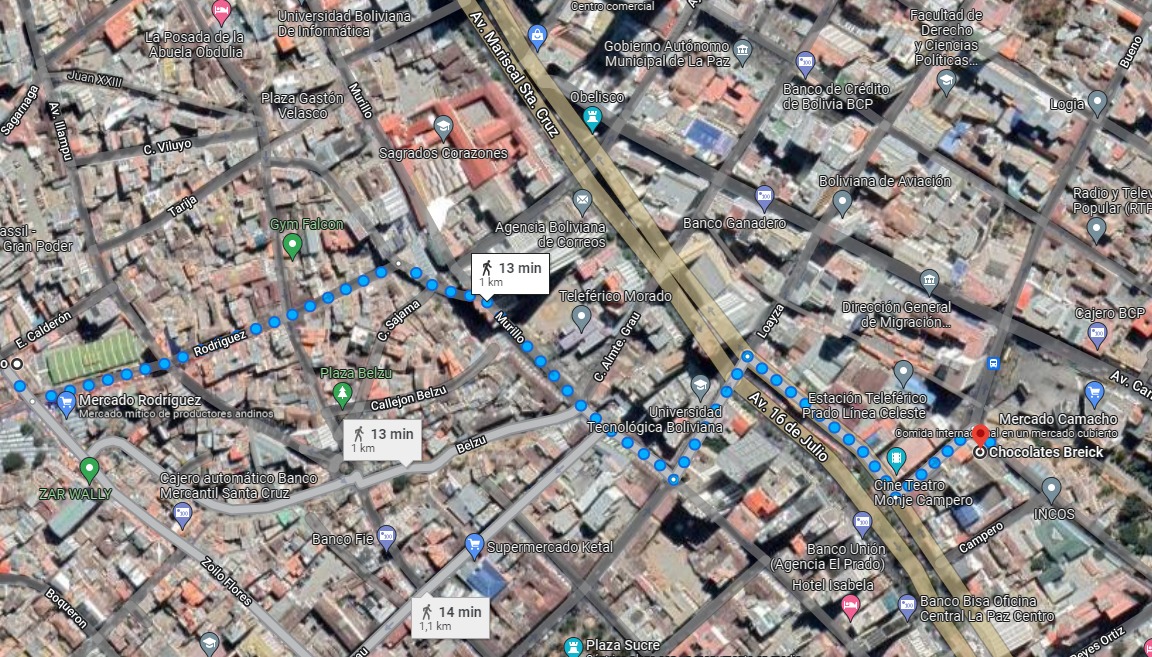 Centro comercial
Universidad Boliviana
De Informática
La Posada de la
Abuela Obdulia
Av. Mariscal Sta. Cruz
Gobierno Autónomo
Municipal de La Paz
Facultad de
Derecho
y Ciencias
Políticas...
Bueno
Banco de Crédito
de Bolivia BCP
Logia
Juan XXIII
Sagarnaga
Av. Illampu
Murillo
Plaza Gastón
Velasco
Obelisco
C. Viluyo
Sagrados Corazones
Boliviana de Aviación
Tarija
Radio y Telev
Popular (RTP
Gym Falcon
Banco Ganadero
assil -
Gran Poder
Agencia Boliviana
de Correos
13 min
1 km
Teleférico Morado
Dirección General
de Migración...
Cajero BCP
E. Calderón
C. Sajama
Murillo
Loayza
Rodríguez
C. Almte. Grau
Plaza Belzu
Av. Cam
Estación Teleférico
Prado Línea Celeste
Mercado Rodríguez
Mercado mítico de productores andinos
Callejon Belzu
Universidad
Tecnológica Boliviana
Av. 16 de Julio
Mercado Camacho
Comida internacional en un mercado cubierto
Chocolates Breick
13 min
1 km
Belzu
Cajero automático Banco
Mercantil Santa Cruz
ZAR WALLY
Cine Teatro
Monje Campero
INCOS
Banco Fie
Supermercado Ketal
Campero
Banco Unión
(Agencia El Prado)
Zoilo Flores
Hotel Isabela
Boqueron
14 min
1,1 km
Banco Bisa Oficina
Central La Paz Centro
Plaza Sucre
Reyes Ortiz